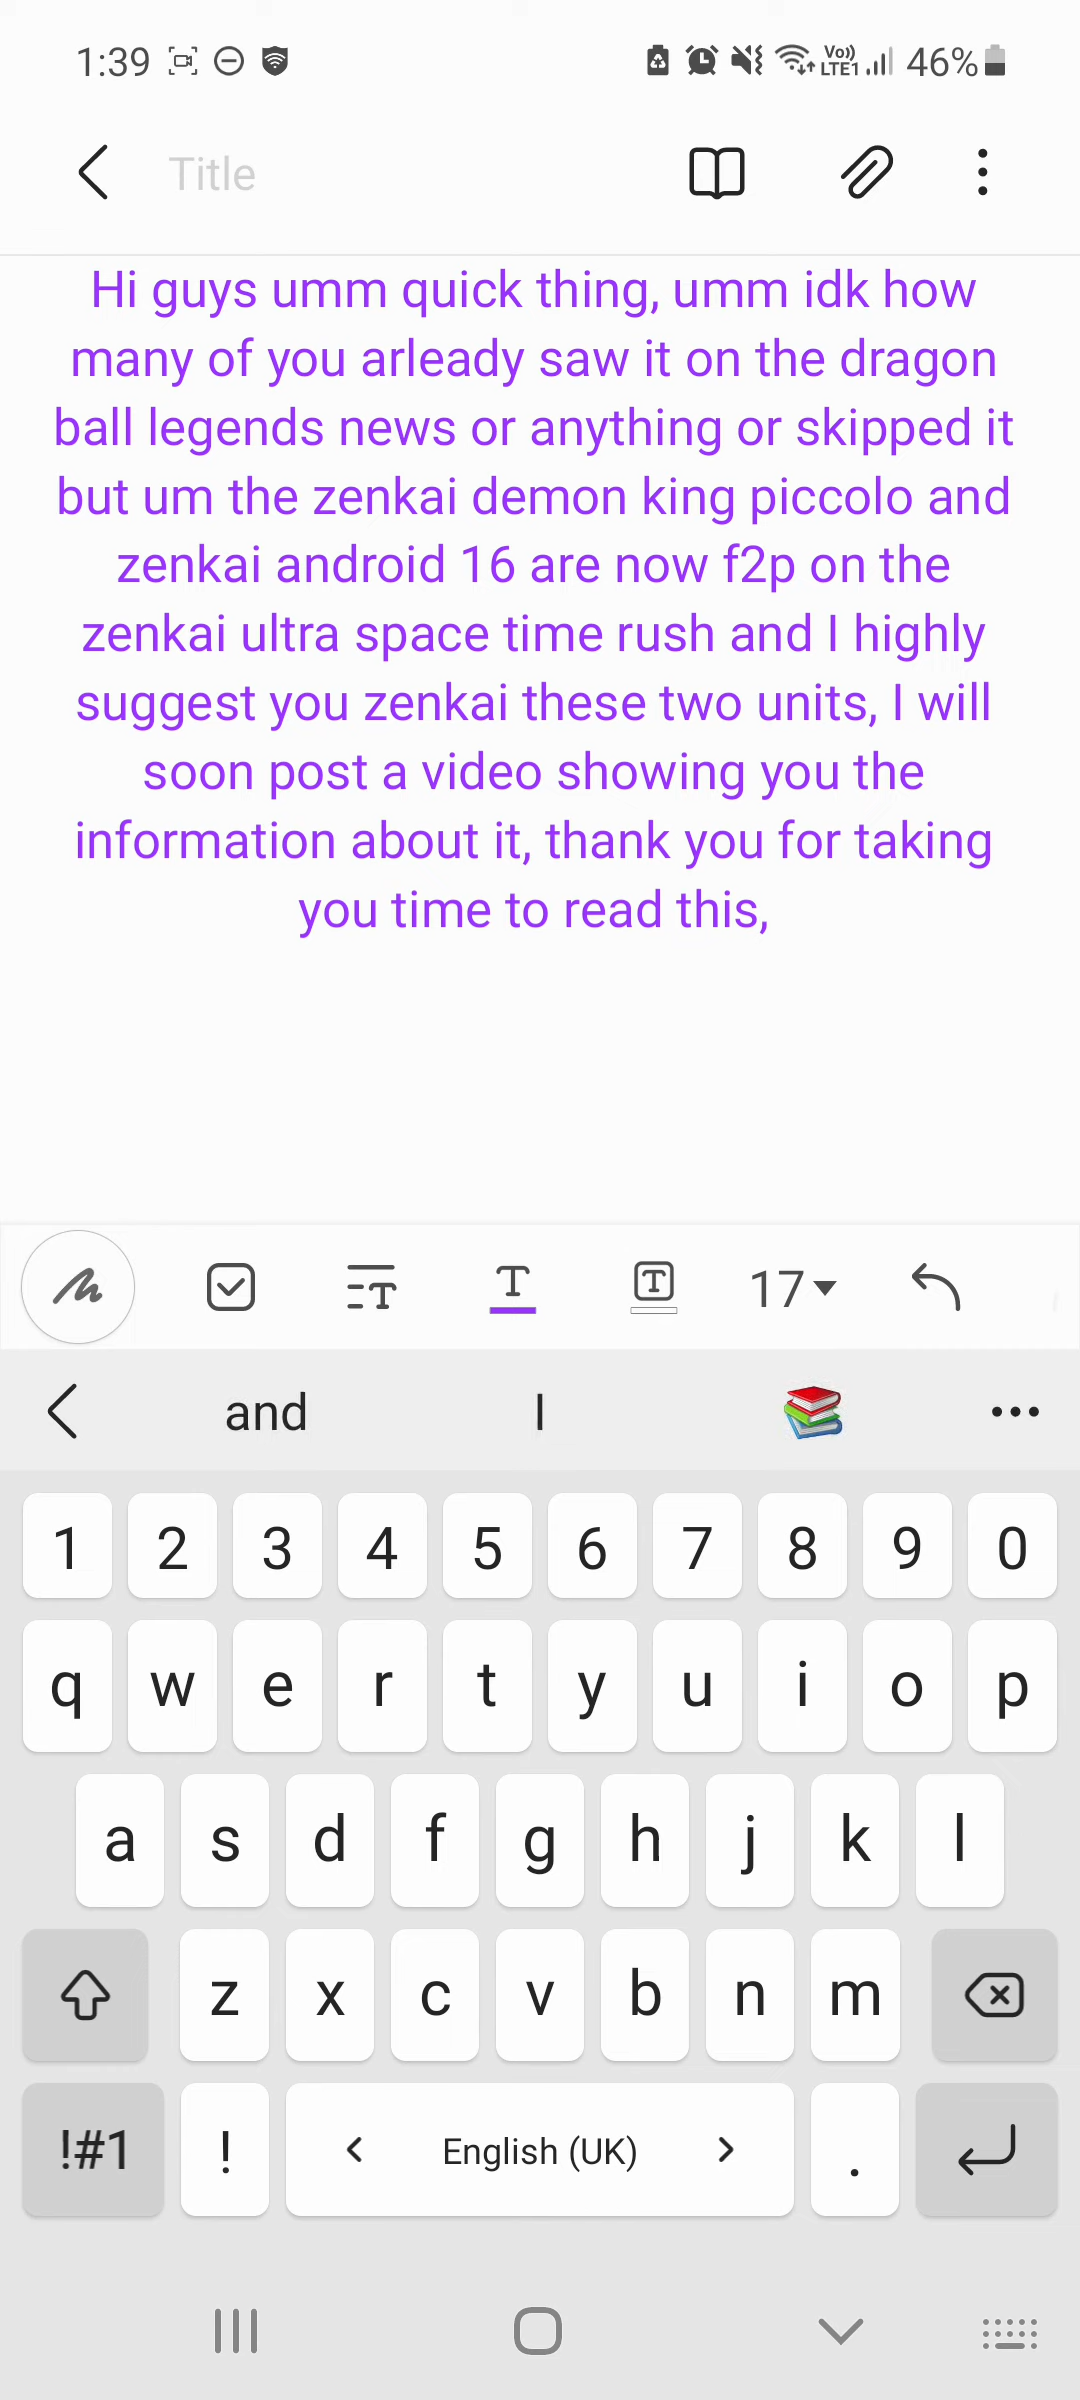 1:39 Vo)) LTE1 46%
Title
Hi guys umm quick thing, umm idk how
many of you arleady saw it on the dragon
ball legends news or anything or skipped it
but um the zenkai demon king piccolo and
zenkai android 16 are now f2p on the
zenkai ultra space time rush and I highly
suggest you zenkai these two units, I will
soon post a video showing you the
information about it, thank you for taking
you time to read this,
T T T 17
and I
1 2 3 4 5 6 7 8 9 0
q w e r t y u i o p
a s d f g h j k l
z x c v b n m
!#1 ! < English (UK) > .